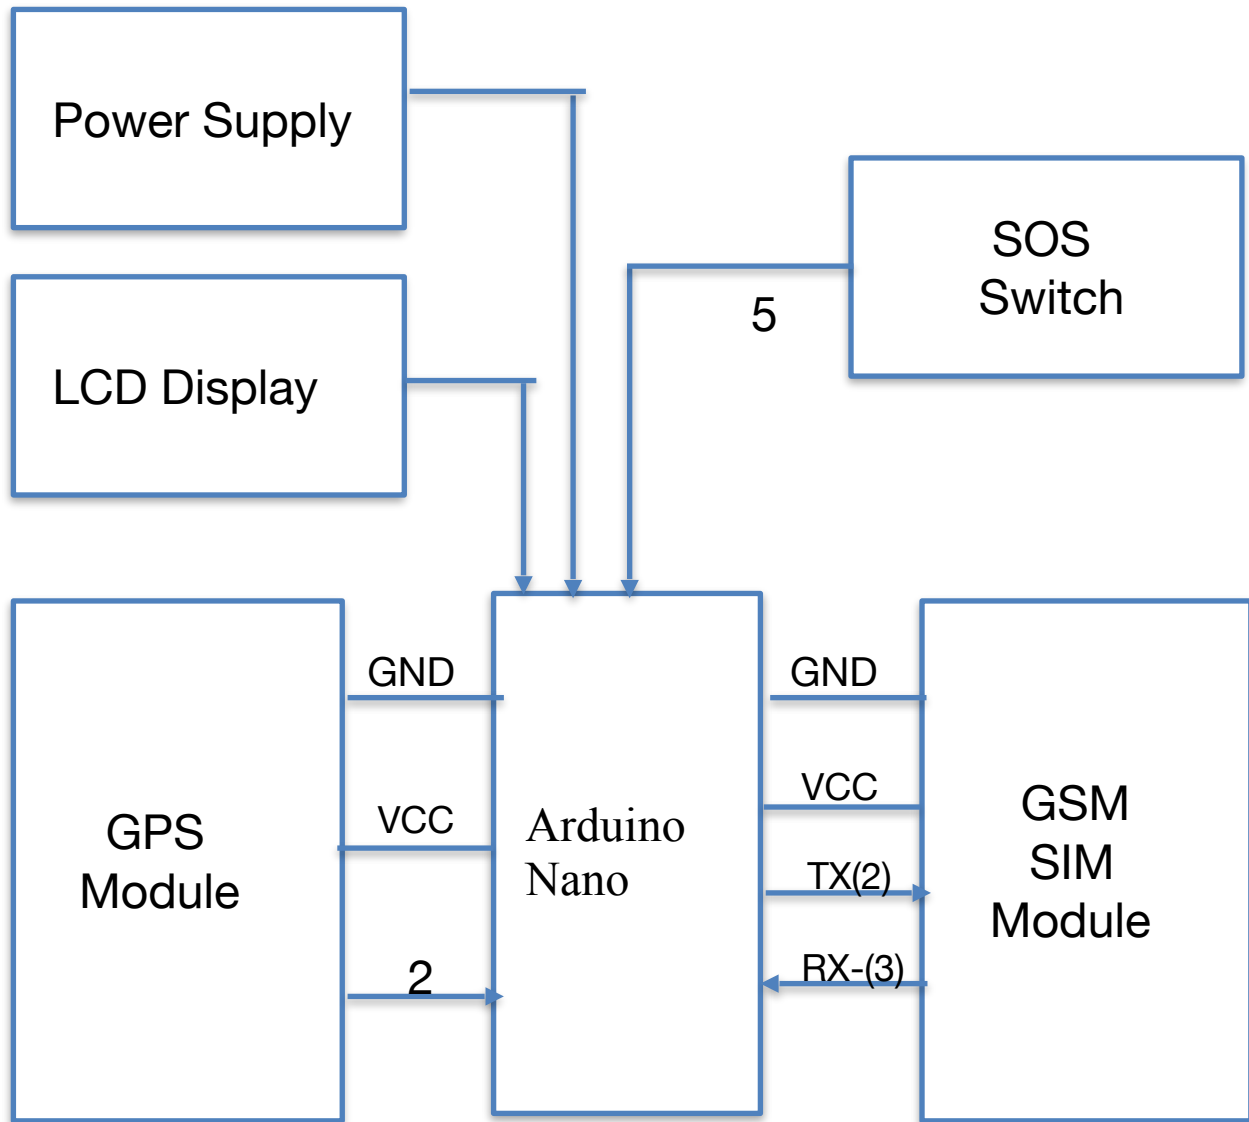 Power Supply
SOS
Switch
5
LCD Display
GND
GND
VCC
VCC
GPS
Module
Arduino
Nano
GSM
SIM
Module
TX(2)
2
RX-(3)